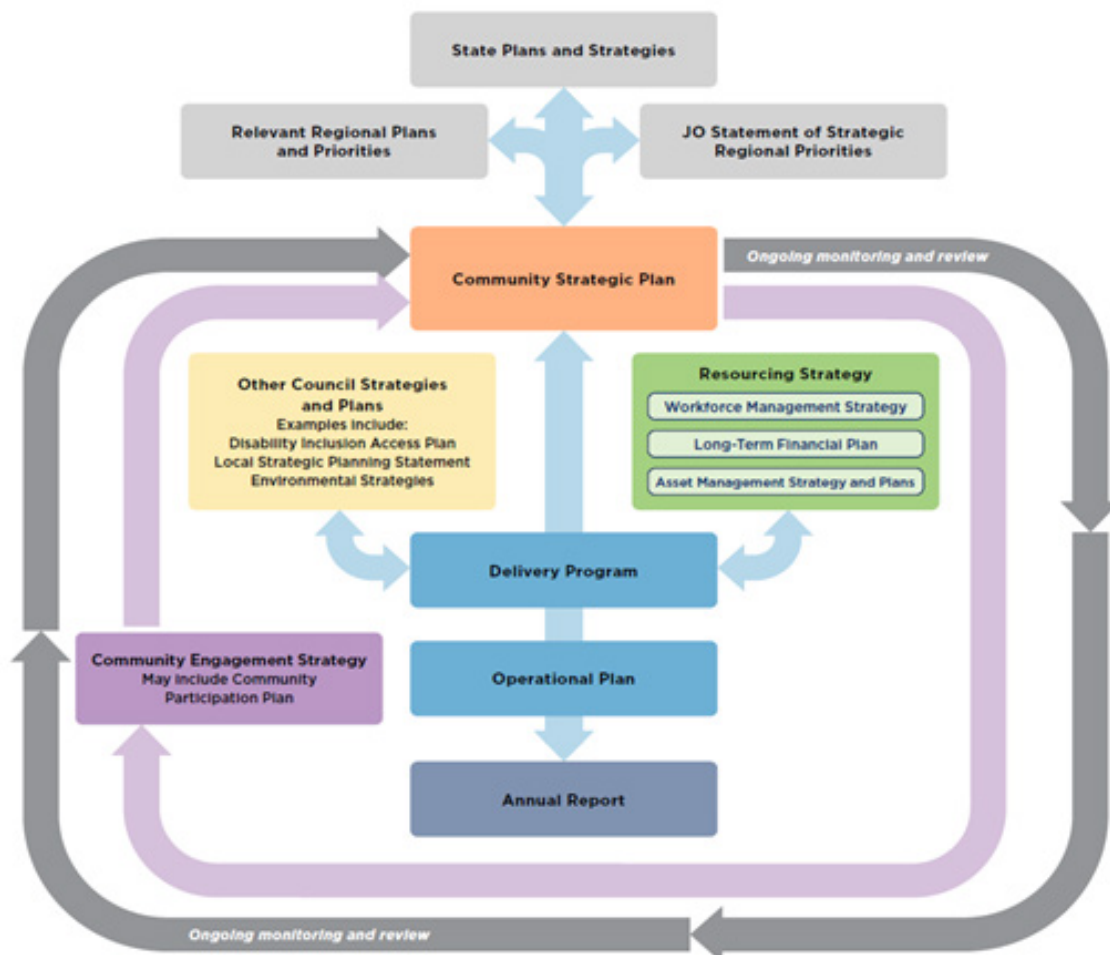 State Plans and Strategies
Relevant Regional Plans
and Priorities
JO Statement of Strategic
Regional Priorities
Community Strategic Plan
Ongoing monitoring and review
Other Council Strategies
and Plans
Examples include:
Disability Inclusion Access Plan
Local Strategic Planning Statement
Environmental Strategies
Resourcing Strategy
Workforce Management Strategy
Long-Term Financial Plan
Asset Management Strategy and Plans
Delivery Program
Community Engagement Strategy
May include Community
Participation Plan
Operational Plan
Annual Report
Ongoing monitoring and review